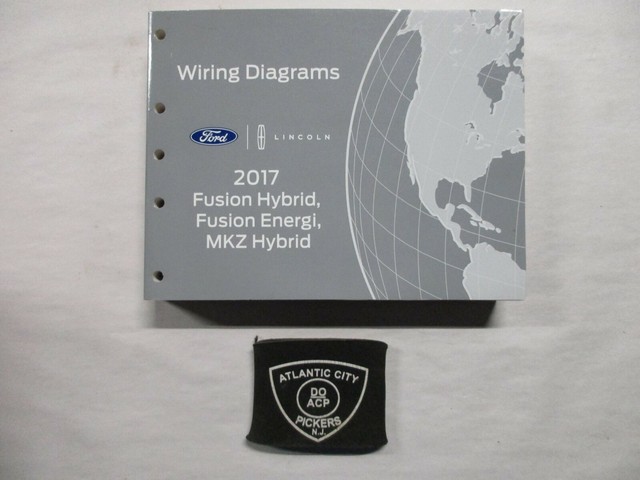 Wiring Diagrams
Ford LINCOLN
2017
Fusion Hybrid,
Fusion Energi,
MKZ Hybrid
ATLANTIC CITY
DO
ACP
PICKERS
N.J.